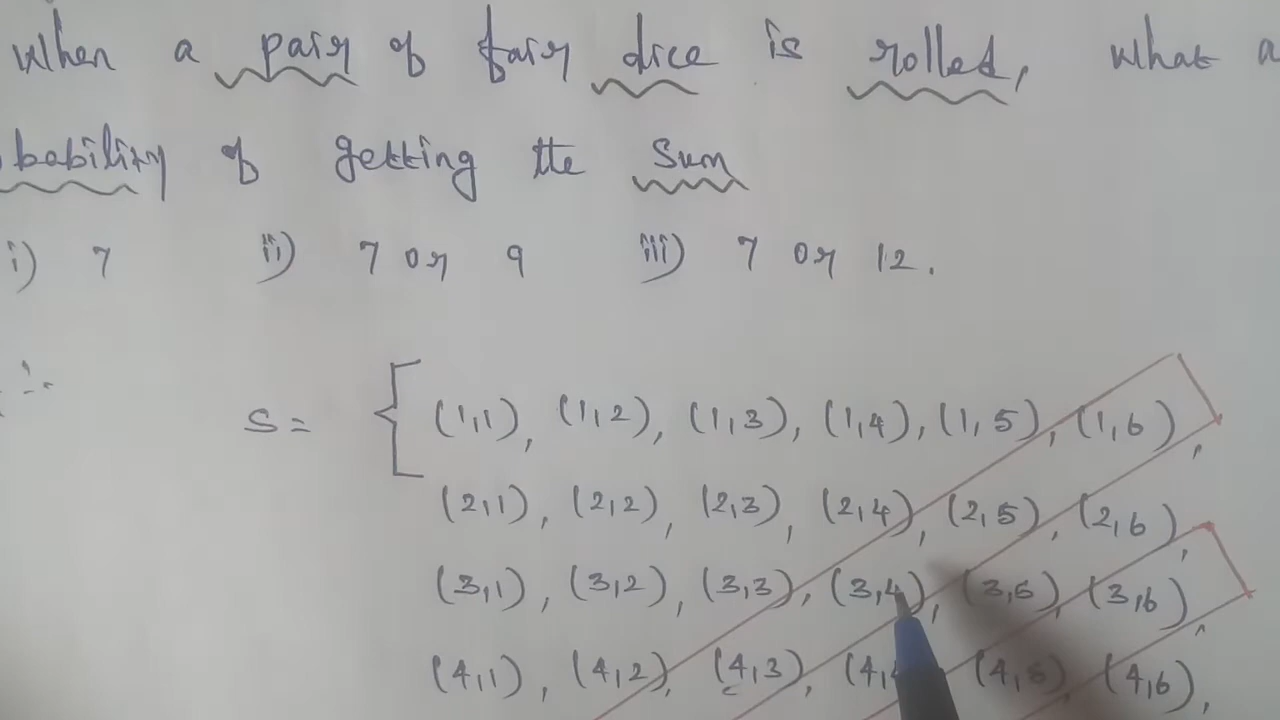 When a pair of fair dice is rolled, what a
bability of getting the Sum
i) 7 ii) 7 or 9 iii) 7 or 12.
S = { (1,1), (1,2), (1,3), (1,4), (1,5), (1,6),
(2,1), (2,2), (2,3), (2,4), (2,5), (2,6),
(3,1), (3,2), (3,3), (3,4), (3,5), (3,6),
(4,1), (4,2), (4,3), (4,4 (4,5), (4,6),